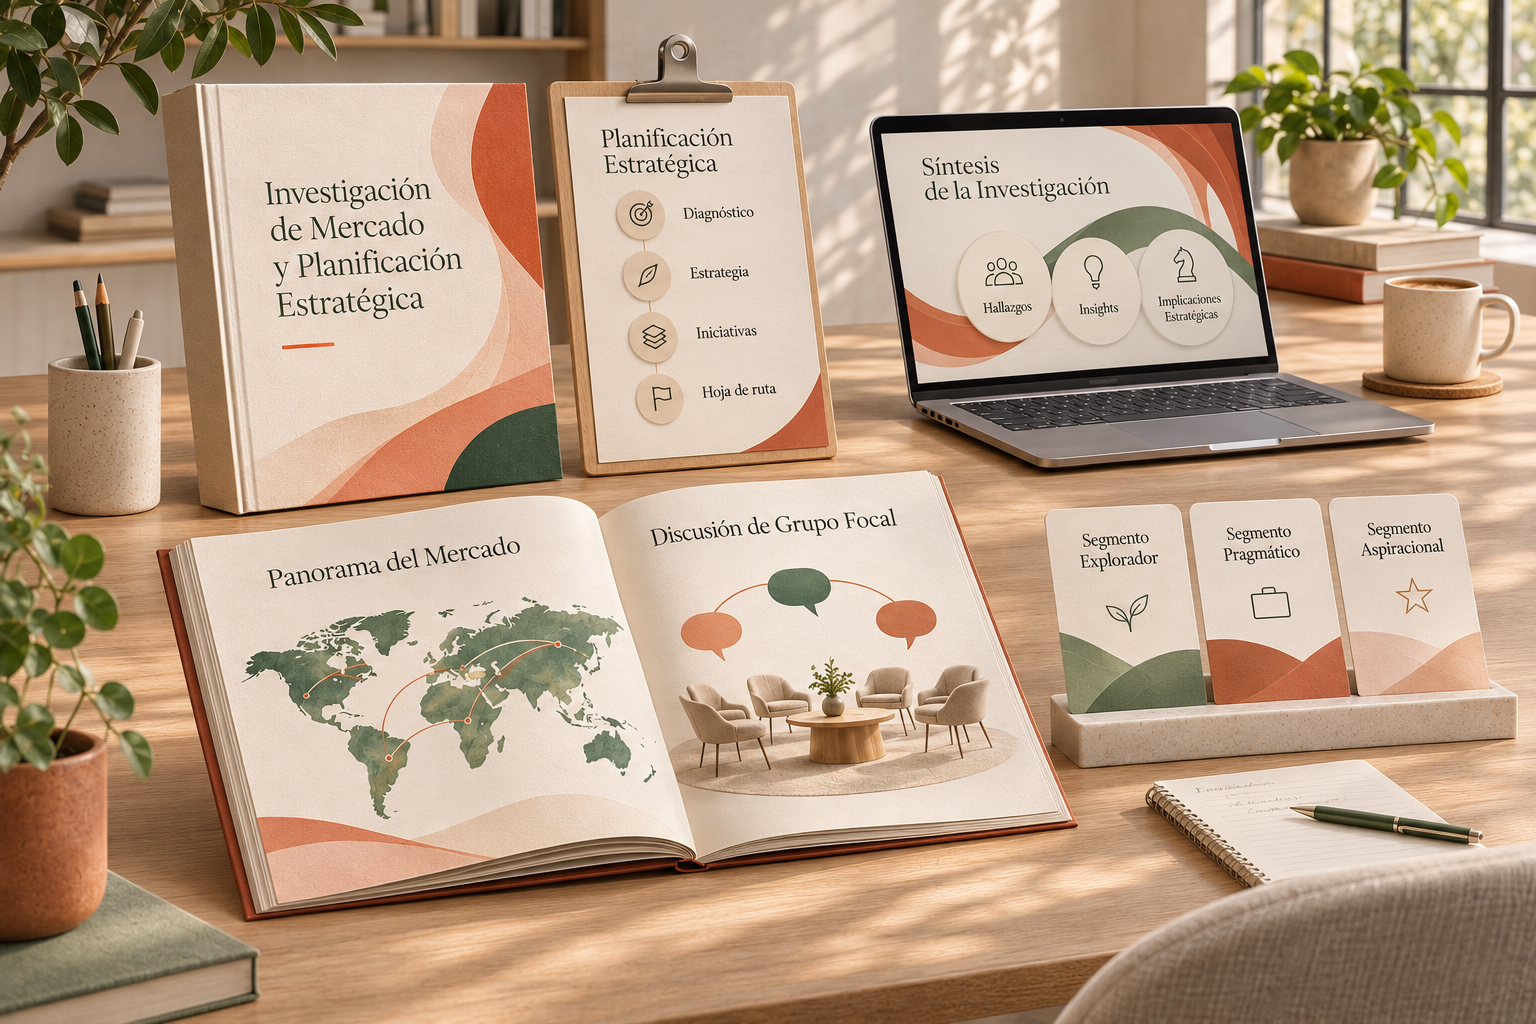 Investigación
de Mercado
y Planificación
Estratégica
Planificación
Estratégica
Diagnóstico
Estrategia
Iniciativas
Hoja de ruta
Síntesis
de la Investigación
Hallazgos
Insights
Implicaciones
Estratégicas
Panorama del Mercado
Discusión de Grupo Focal
Segmento
Explorador
Segmento
Pragmático
Segmento
Aspiracional